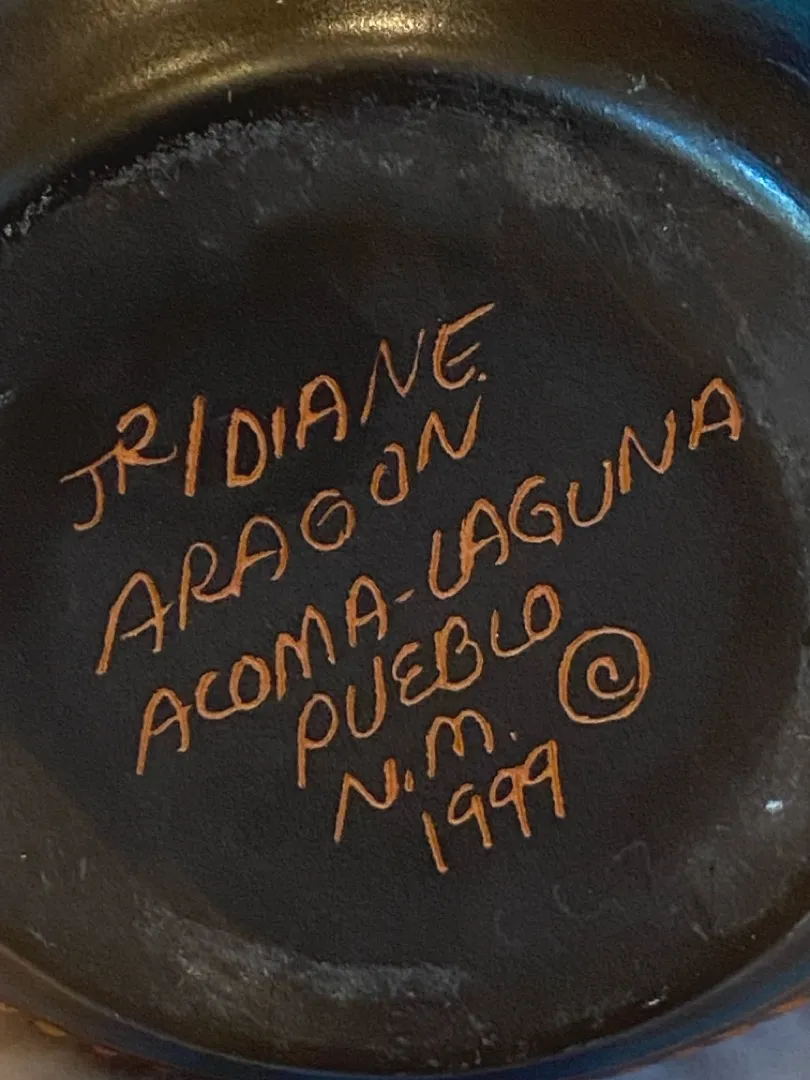 JR/DIANE
ARAGON
ACOMA-LAGUNA
PUEBLO ©
N.M.
1999